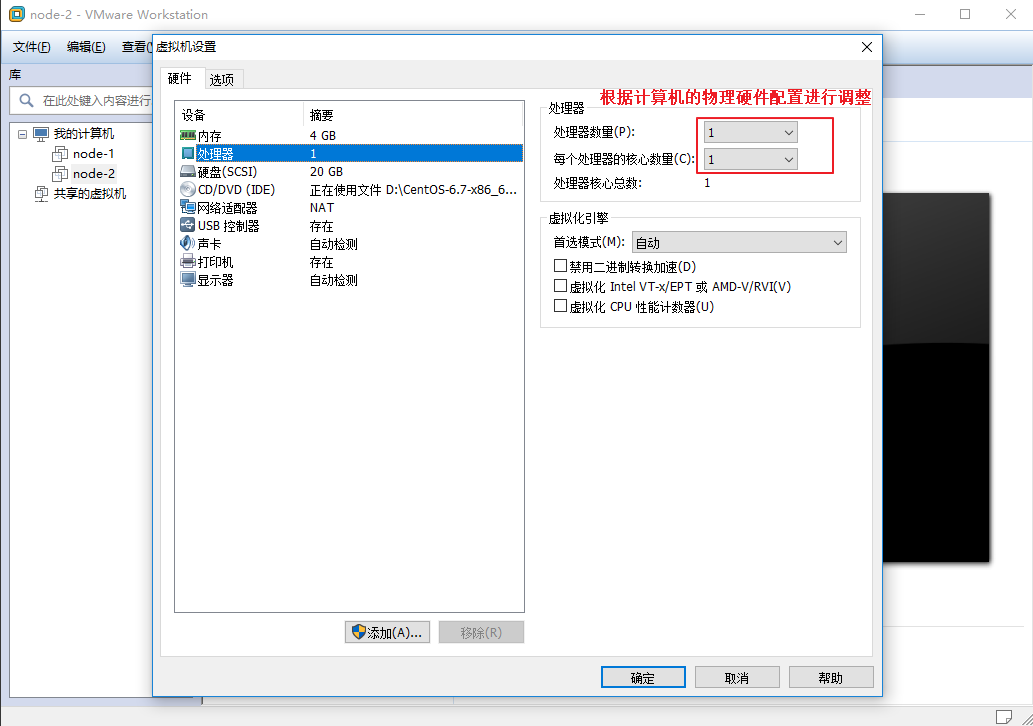 node-2 - VMware Workstation
文件(F) 编辑(E) 查看(
库
在此处键入内容进行
我的计算机
node-1
node-2
共享的虚拟机
虚拟机设置
硬件 选项
设备 摘要
内存 4 GB
处理器 1
硬盘(SCSI) 20 GB
CD/DVD (IDE) 正在使用文件 D:\CentOS-6.7-x86_6...
网络适配器 NAT
USB 控制器 存在
声卡 自动检测
打印机 存在
显示器 自动检测
添加(A)... 移除(R)
根据计算机的物理硬件配置进行调整
处理器
处理器数量(P): 1
每个处理器的核心数量(C): 1
处理器核心总数: 1
虚拟化引擎
首选模式(M): 自动
禁用二进制转换加速(D)
虚拟化 Intel VT-x/EPT 或 AMD-V/RVI(V)
虚拟化 CPU 性能计数器(U)
确定 取消 帮助